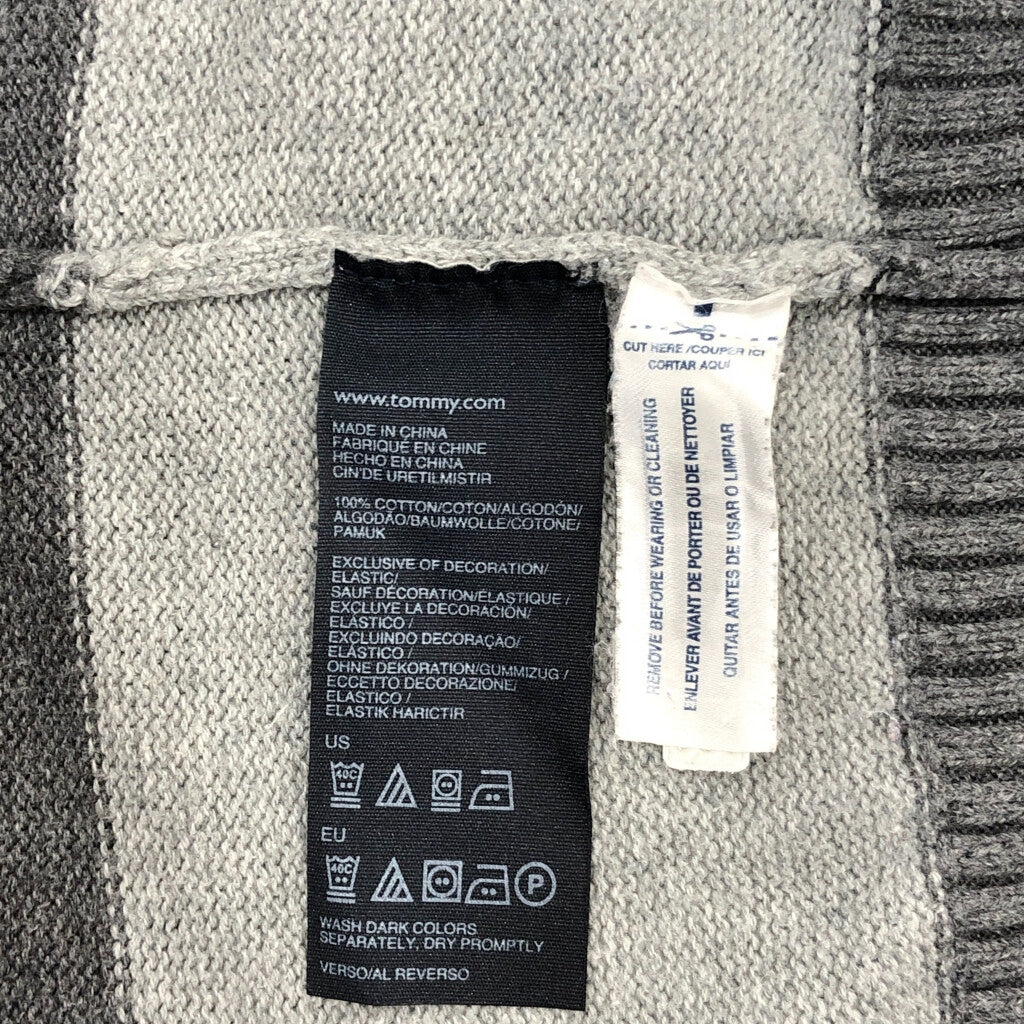 www.tommy.com
MADE IN CHINA
FABRIQUÉ EN CHINE
HECHO EN CHINA
CIN'DE URETILMISTIR
100% COTTON/COTON/ALGODÓN/
ALGODÃO/BAUMWOLLE/COTONE/
PAMUK
EXCLUSIVE OF DECORATION/
ELASTIC/
SAUF DÉCORATION/ÉLASTIQUE /
EXCLUYE LA DECORACIÓN/
ELÁSTICO /
EXCLUINDO DECORAÇÃO/
ELÁSTICO /
OHNE DEKORATION/GUMMIZUG /
ECCETTO DECORAZIONE/
ELASTICO /
ELASTIK HARICTIR
US
40C
EU
40C
P
WASH DARK COLORS
SEPARATELY, DRY PROMPTLY
VERSO/AL REVERSO
CUT HERE /COUPER ICI
CORTAR AQUÍ
REMOVE BEFORE WEARING OR CLEANING
ENLEVER AVANT DE PORTER OU DE NETTOYER
QUITAR ANTES DE USAR O LIMPIAR